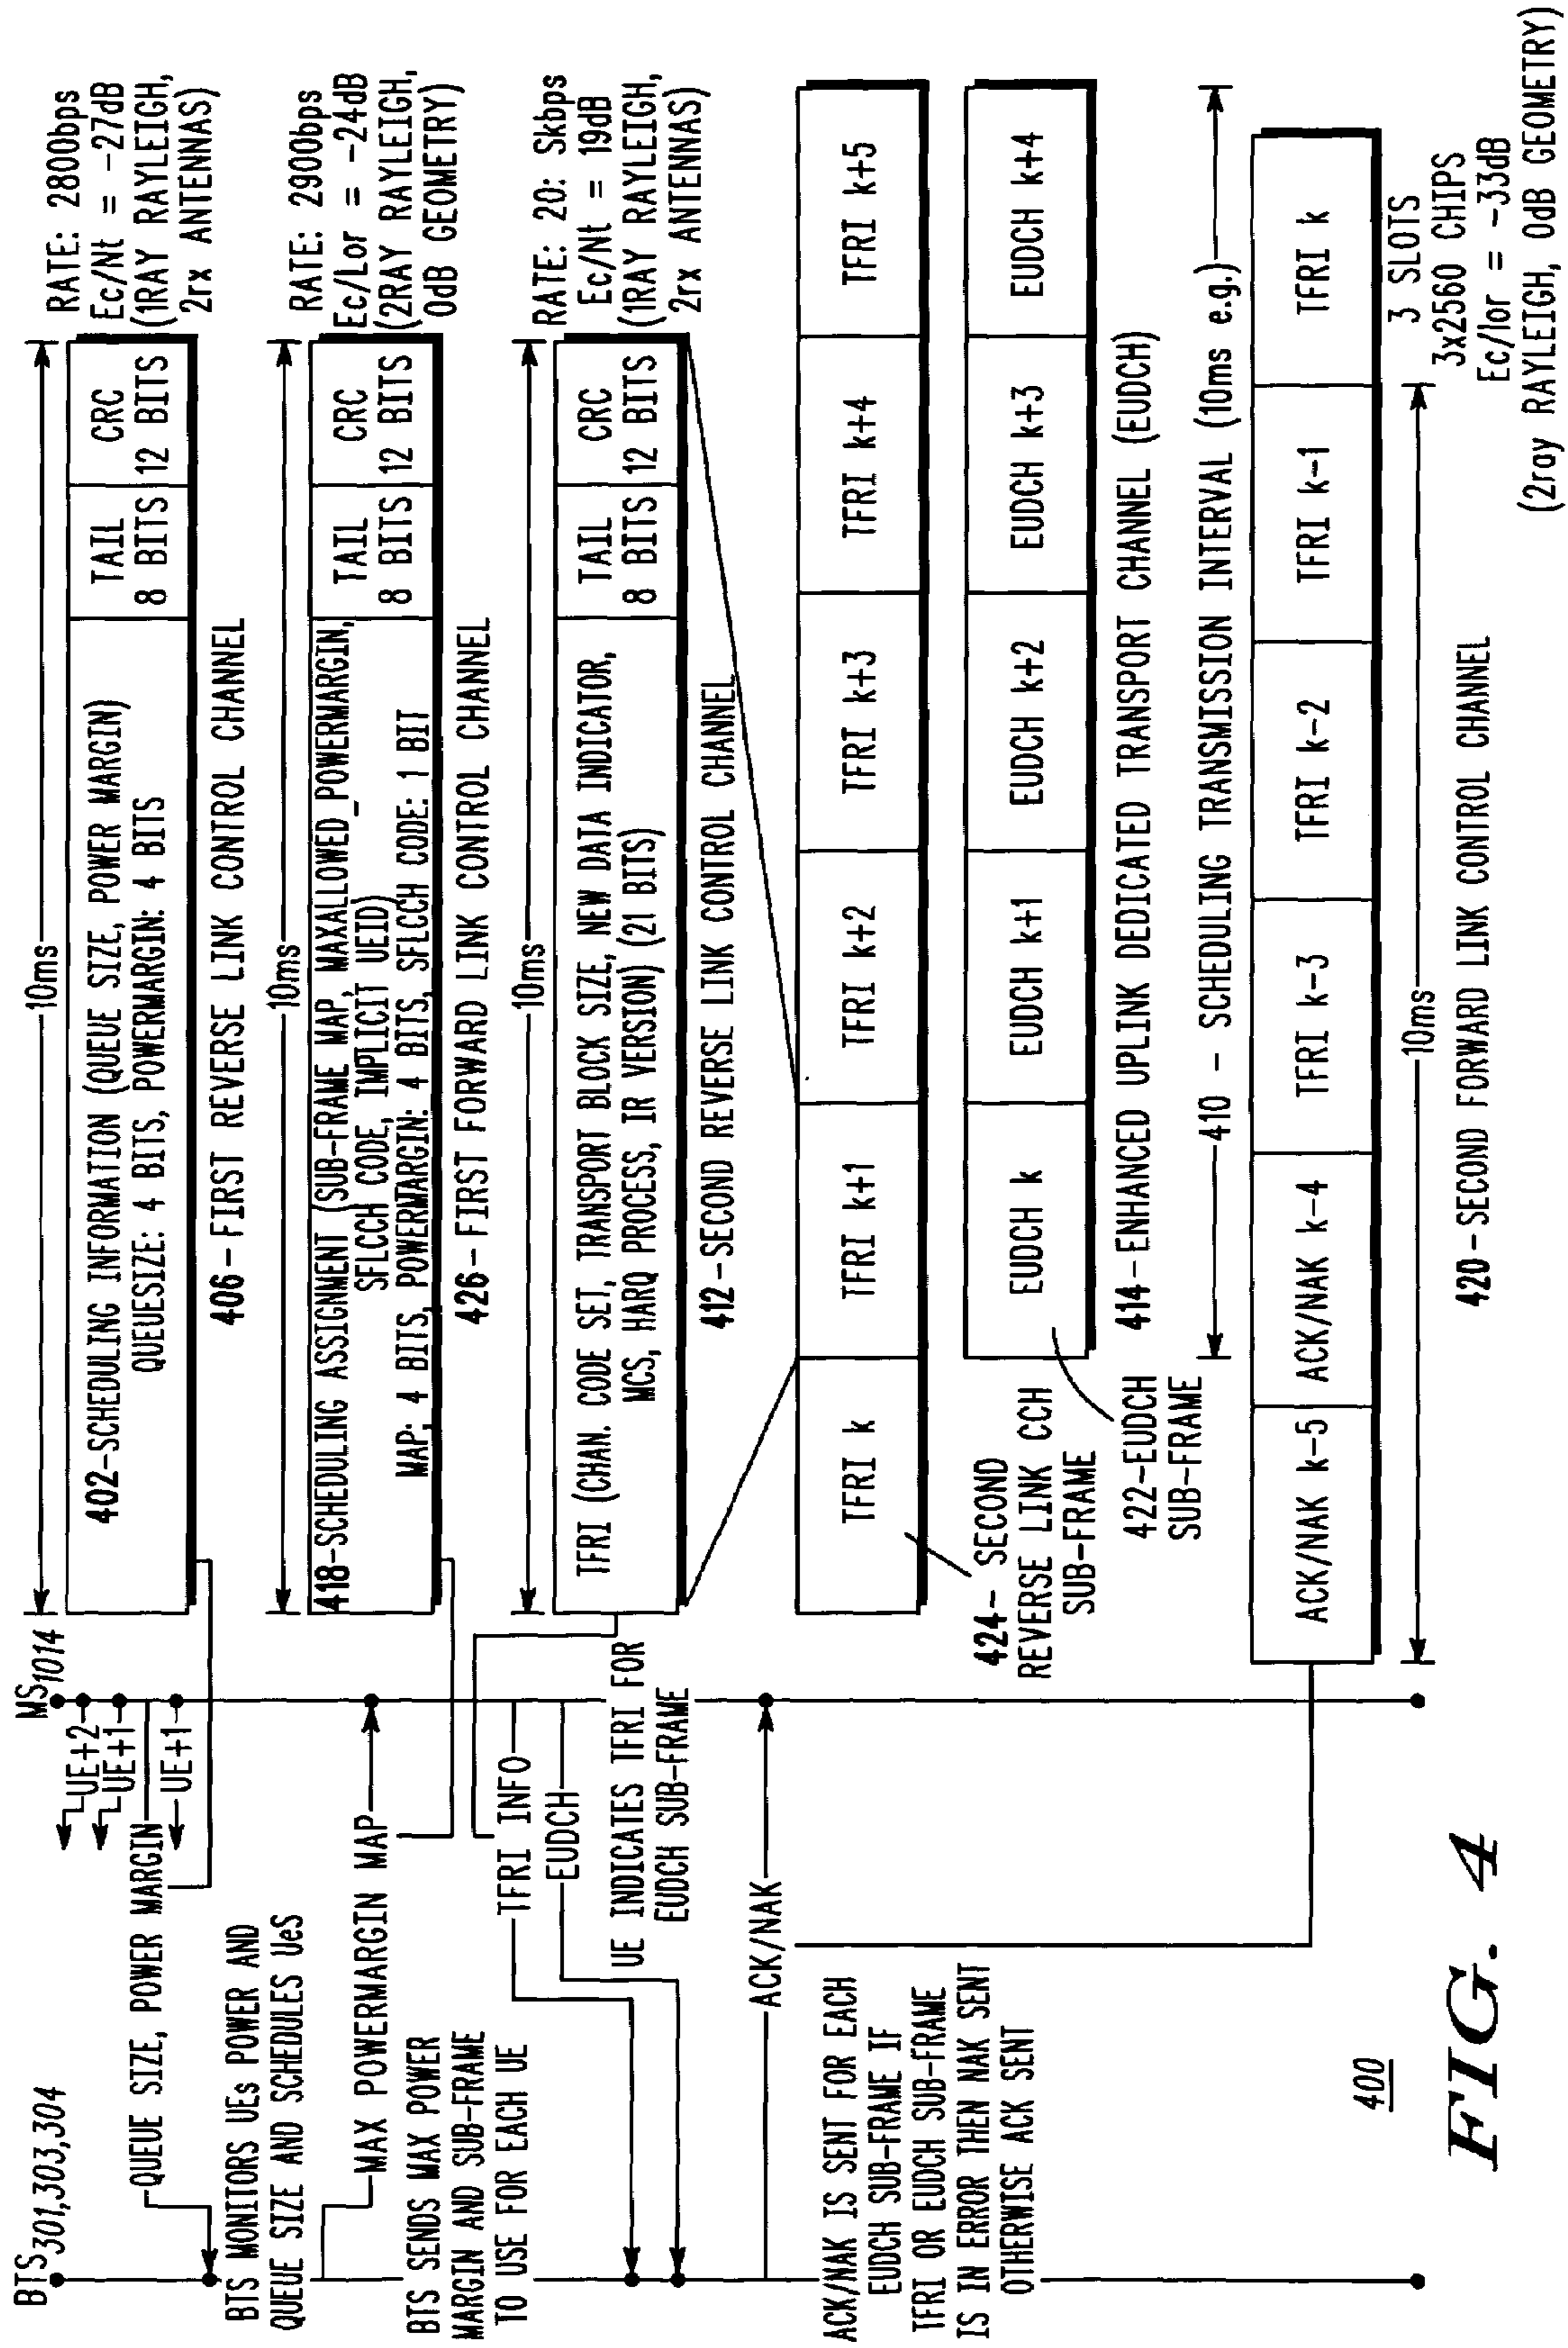 BTS 301,303,304
MS 1014
UE+2
UE+1
UE+1
QUEUE SIZE, POWER MARGIN
BTS MONITORS UEs POWER AND
QUEUE SIZE AND SCHEDULES UeS
MAX POWERMARGIN MAP
BTS SENDS MAX POWER
MARGIN AND SUB-FRAME
TO USE FOR EACH UE
TFRI INFO
EUDCH
UE INDICATES TFRI FOR
EUDCH SUB-FRAME
ACK/NAK
ACK/NAK IS SENT FOR EACH
EUDCH SUB-FRAME IF
TFRI OR EUDCH SUB-FRAME
IS IN ERROR THEN NAK SENT
OTHERWISE ACK SENT
10ms
402-SCHEDULING INFORMATION (QUEUE SIZE, POWER MARGIN)
QUEUESIZE: 4 BITS, POWERMARGIN: 4 BITS
TAIL
8 BITS
CRC
12 BITS
RATE: 2800bps
Ec/Nt = -27dB
(1RAY RAYLEIGH,
2rx ANTENNAS)
406-FIRST REVERSE LINK CONTROL CHANNEL
10ms
418-SCHEDULING ASSIGNMENT (SUB-FRAME MAP, MAXALLOWED_POWERMARGIN,
SFLCCH CODE, IMPLICIT UEID)
MAP: 4 BITS, POWERMARGIN: 4 BITS, SFLCH CODE: 1 BIT
TAIL
8 BITS
CRC
12 BITS
RATE: 2900bps
Ec/Lor = -24dB
(2RAY RAYLEIGH,
0dB GEOMETRY)
426-FIRST FORWARD LINK CONTROL CHANNEL
10ms
TFRI (CHAN. CODE SET, TRANSPORT BLOCK SIZE, NEW DATA INDICATOR,
MCS, HARQ PROCESS, IR VERSION) (21 BITS)
TAIL
8 BITS
CRC
12 BITS
RATE: 20: Skbps
Ec/Nt = 19dB
(1RAY RAYLEIGH,
2rx ANTENNAS)
412-SECOND REVERSE LINK CONTROL CHANNEL
TFRI k
TFRI k+1
TFRI k+2
TFRI k+3
TFRI k+4
TFRI k+5
424- SECOND
REVERSE LINK CCH
SUB-FRAME
EUDCH k
EUDCH k+1
EUDCH k+2
EUDCH k+3
EUDCH k+4
422-EUDCH
SUB-FRAME
414-ENHANCED UPLINK DEDICATED TRANSPORT CHANNEL (EUDCH)
410 - SCHEDULING TRANSMISSION INTERVAL (10ms e.g.)
ACK/NAK k-5
ACK/NAK k-4
TFRI k-3
TFRI k-2
TFRI k-1
TFRI k
10ms
3 SLOTS
3x2560 CHIPS
Ec/Ior = -33dB
(2ray RAYLEIGH, 0dB GEOMETRY)
420-SECOND FORWARD LINK CONTROL CHANNEL
400
FIG. 4